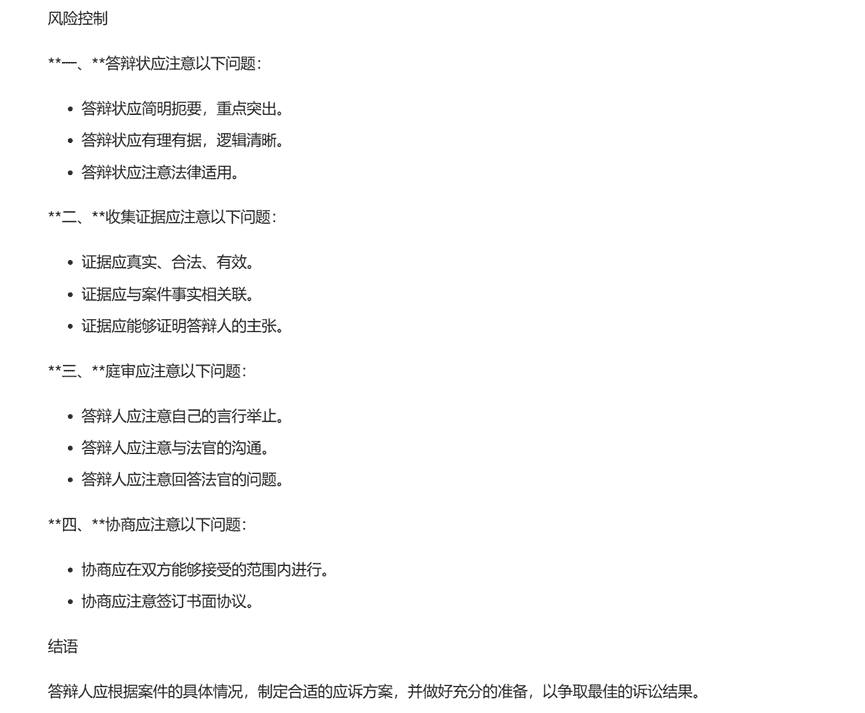 风险控制
**一、**答辩状应注意以下问题：
• 答辩状应简明扼要，重点突出。
• 答辩状应有理有据，逻辑清晰。
• 答辩状应注意法律适用。
**二、**收集证据应注意以下问题：
• 证据应真实、合法、有效。
• 证据应与案件事实相关联。
• 证据应能够证明答辩人的主张。
**三、**庭审应注意以下问题：
• 答辩人应注意自己的言行举止。
• 答辩人应注意与法官的沟通。
• 答辩人应注意回答法官的问题。
**四、**协商应注意以下问题：
• 协商应在双方能够接受的范围内进行。
• 协商应注意签订书面协议。
结语
答辩人应根据案件的具体情况，制定合适的应诉方案，并做好充分的准备，以争取最佳的诉讼结果。